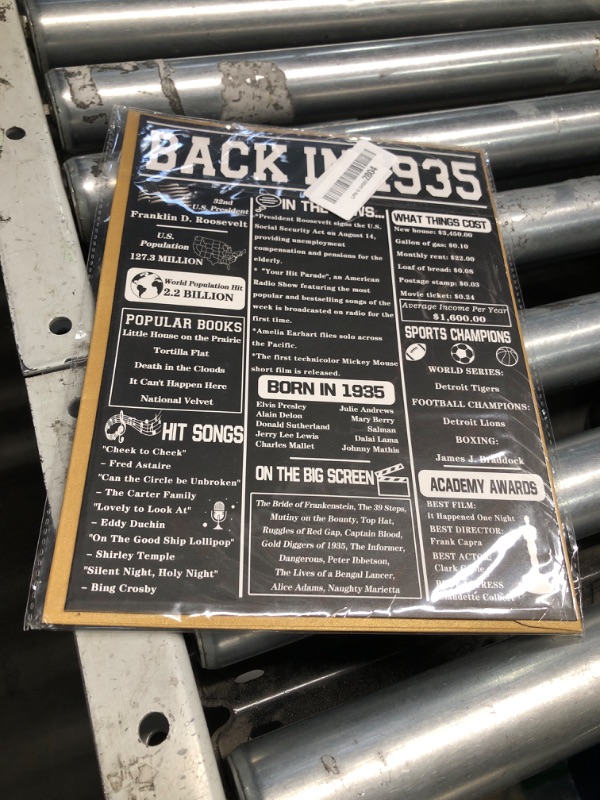 BACK IN 1935
32nd
U.S. President
Franklin D. Roosevelt
U.S.
Population
127.3 MILLION
World Population Hit
2.2 BILLION
POPULAR BOOKS
Little House on the Prairie
Tortilla Flat
Death in the Clouds
It Can't Happen Here
National Velvet
HIT SONGS
"Cheek to Cheek"
– Fred Astaire
"Can the Circle be Unbroken"
– The Carter Family
"Lovely to Look At"
– Eddy Duchin
"On The Good Ship Lollipop"
– Shirley Temple
"Silent Night, Holy Night"
– Bing Crosby
2804
IN THE
*President Roosevelt signs the U.S.
Social Security Act on August 14,
providing unemployment
compensation and pensions for the
elderly.
* "Your Hit Parade", an American
Radio Show featuring the most
popular and bestselling songs of the
week is broadcasted on radio for the
first time.
*Amelia Earhart flies solo across
the Pacific.
*The first technicolor Mickey Mouse
short film is released.
BORN IN 1935
Elvis Presley
Alain Delon
Donald Sutherland
Jerry Lee Lewis
Charles Mallet
Julie Andrews
Mary Berry
Salman
Dalai Lama
Johnny Mathis
ON THE BIG SCREEN
The Bride of Frankenstein, The 39 Steps,
Mutiny on the Bounty, Top Hat,
Ruggles of Red Gap, Captain Blood,
Gold Diggers of 1935, The Informer,
Dangerous, Peter Ibbetson,
The Lives of a Bengal Lancer,
Alice Adams, Naughty Marietta
WHAT THINGS COST
New house: $3,450.00
Gallon of gas: $0.10
Monthly rent: $22.00
Loaf of bread: $0.08
Postage stamp: $0.03
Movie ticket: $0.24
Average Income Per Year
$1,600.00
SPORTS CHAMPIONS
WORLD SERIES:
Detroit Tigers
FOOTBALL CHAMPIONS:
Detroit Lions
BOXING:
James J. Braddock
ACADEMY AWARDS
BEST FILM:
It Happened One Night
BEST DIRECTOR:
Frank Capra
BEST ACTOR
Clark
Claudette Colbert